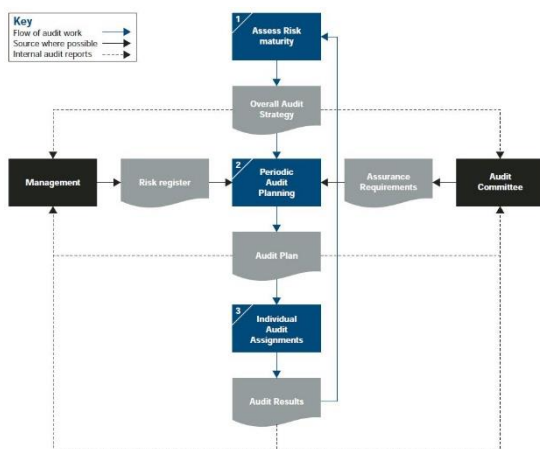 Key
Flow of audit work
Source where possible
Internal audit reports
1
Assess Risk
maturity
Overall Audit
Strategy
Management
Risk register
2
Periodic
Audit
Planning
Assurance
Requirements
Audit
Committee
Audit Plan
3
Individual
Audit
Assignments
Audit Results